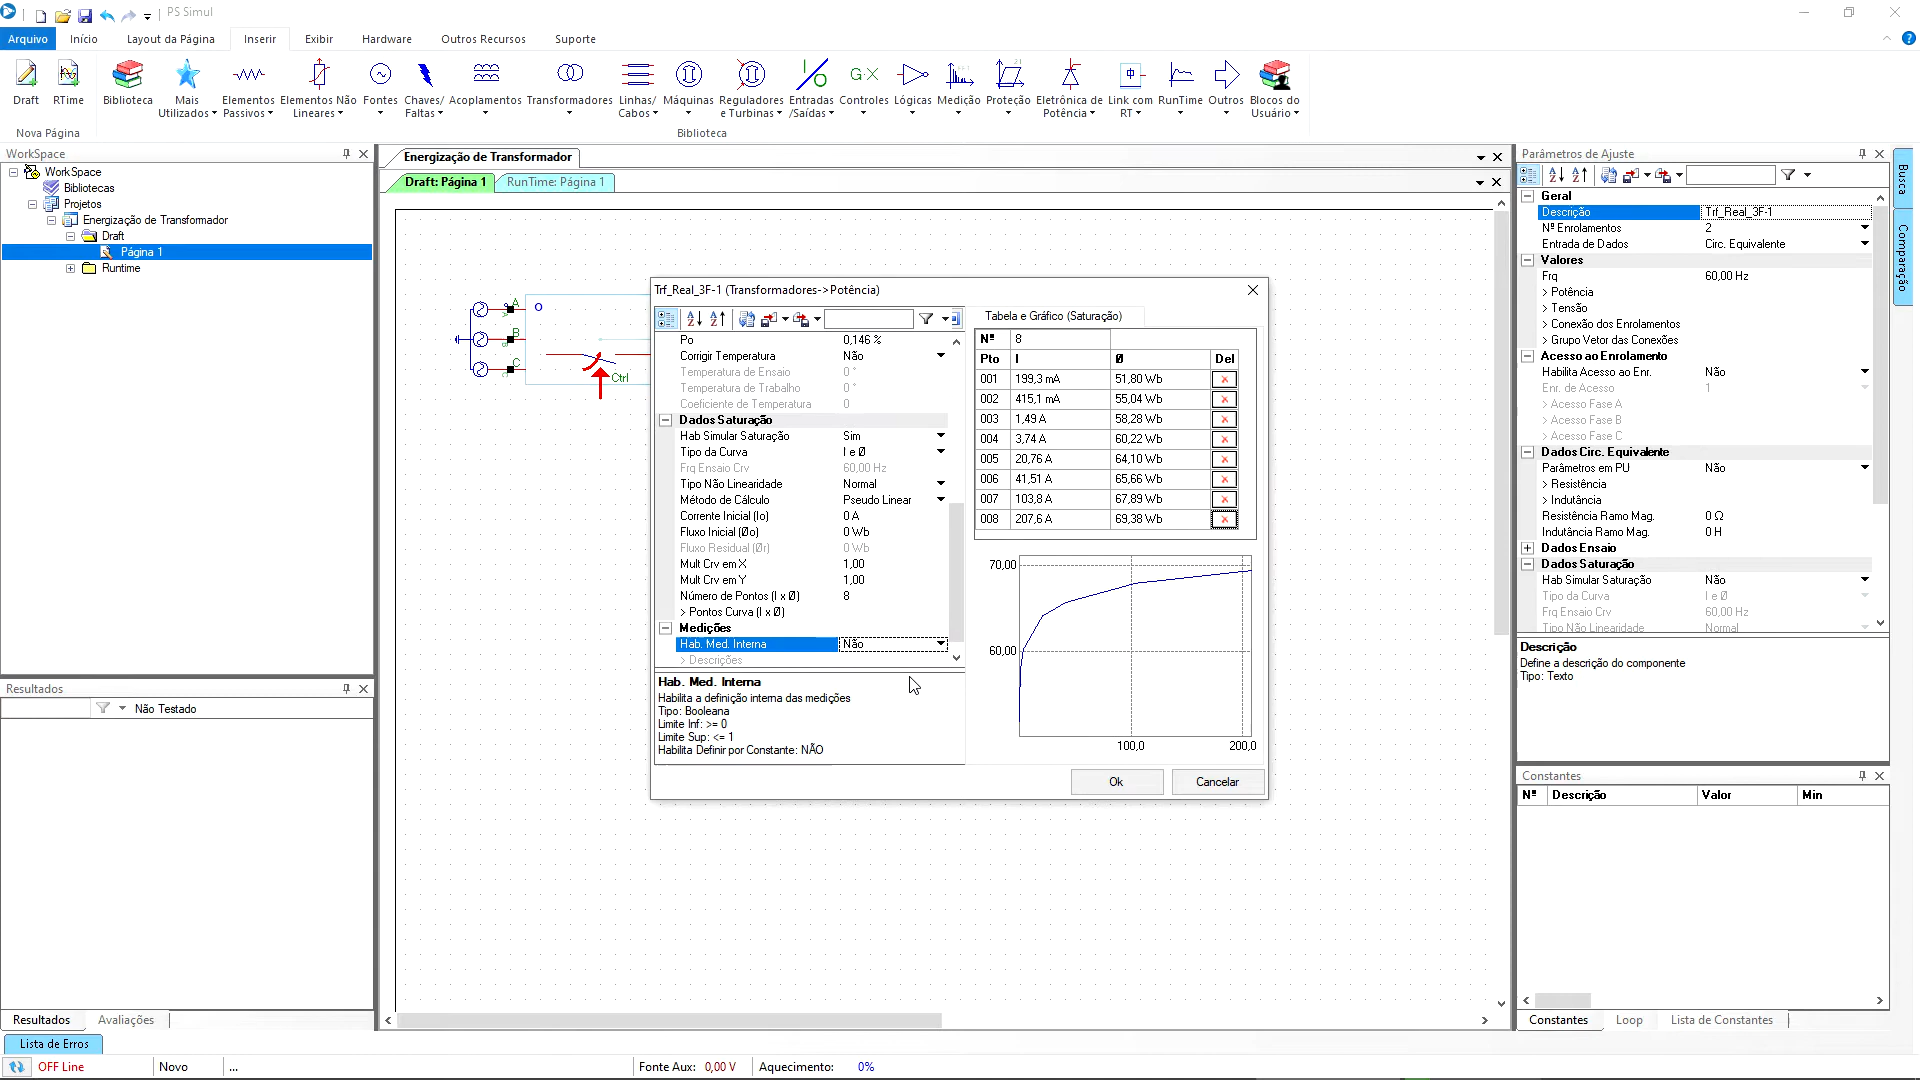 PS Simul
Arquivo
Início
Layout da Página
Inserir
Exibir
Hardware
Outros Recursos
Suporte
Draft
RTime
Biblioteca
Mais Utilizados
Elementos Passivos
Elementos Não Lineares
Fontes
Chaves/ Faltas
Acoplamentos
Transformadores
Linhas/ Cabos
Máquinas
Reguladores e Turbinas
Entradas /Saídas
G:X
Controles
Lógicas
Medição
Proteção
Eletrônica de Potência
Link com RT
RunTime
Outros
Blocos do Usuário
Nova Página
Biblioteca
WorkSpace
WorkSpace
Bibliotecas
Projetos
Energização de Transformador
Draft
Página 1
Runtime
Resultados
Não Testado
Resultados
Avaliações
Lista de Erros
OFF Line
Novo
...
Fonte Aux: 0,00 V
Aquecimento: 0%
Energização de Transformador
Draft: Página 1
RunTime: Página 1
A
B
C
O
Ctrl
Trf_Real_3F-1 (Transformadores->Potência)
Po 0,146 %
Corrigir Temperatura Não
Temperatura de Ensaio 0 °
Temperatura de Trabalho 0 °
Coeficiente de Temperatura 0
Dados Saturação
Hab Simular Saturação Sim
Tipo da Curva I e Ø
Frq Ensaio Crv 60,00 Hz
Tipo Não Linearidade Normal
Método de Cálculo Pseudo Linear
Corrente Inicial (Io) 0 A
Fluxo Inicial (Øo) 0 Wb
Fluxo Residual (Ør) 0 Wb
Mult Crv em X 1,00
Mult Crv em Y 1,00
Número de Pontos (I x Ø) 8
> Pontos Curva (I x Ø)
Medições
Hab. Med. Interna Não
> Descrições
Hab. Med. Interna
Habilita a definição interna das medições
Tipo: Booleana
Limite Inf: >= 0
Limite Sup: <= 1
Habilita Definir por Constante: NÃO
Tabela e Gráfico (Saturação)
Nº 8
Pto I Ø Del
001 199,3 mA 51,80 Wb
002 415,1 mA 55,04 Wb
003 1,49 A 58,28 Wb
004 3,74 A 60,22 Wb
005 20,76 A 64,10 Wb
006 41,51 A 65,66 Wb
007 103,8 A 67,89 Wb
008 207,6 A 69,38 Wb
70,00
60,00
100,0 200,0
Ok
Cancelar
Parâmetros de Ajuste
Geral
Descrição Trf_Real_3F-1
Nº Enrolamentos 2
Entrada de Dados Circ. Equivalente
Valores
Frq 60,00 Hz
> Potência
> Tensão
> Conexão dos Enrolamentos
> Grupo Vetor das Conexões
Acesso ao Enrolamento
Habilita Acesso ao Enr. Não
Enr. de Acesso 1
> Acesso Fase A
> Acesso Fase B
> Acesso Fase C
Dados Circ. Equivalente
Parâmetros em PU Não
> Resistência
> Indutância
Resistência Ramo Mag. 0 Ω
Indutância Ramo Mag. 0 H
Dados Ensaio
Dados Saturação
Hab Simular Saturação Não
Tipo da Curva I e Ø
Frq Ensaio Crv 60,00 Hz
Tipo Não Linearidade Normal
Descrição
Define a descrição do componente
Tipo: Texto
Constantes
Nº Descrição Valor Min
Constantes
Loop
Lista de Constantes
Busca
Comparação